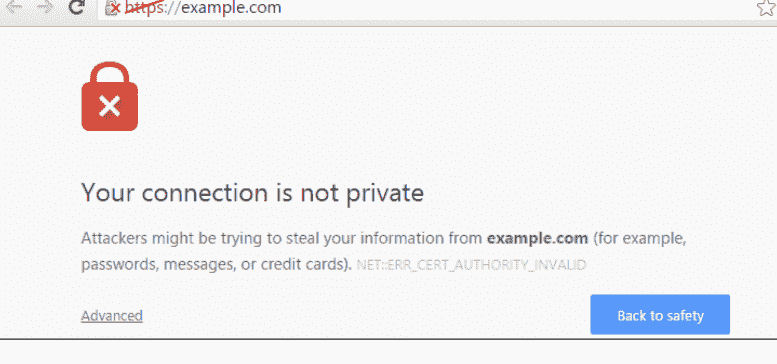 https://example.com
Your connection is not private
Attackers might be trying to steal your information from example.com (for example,
passwords, messages, or credit cards). NET::ERR_CERT_AUTHORITY_INVALID
Advanced
Back to safety